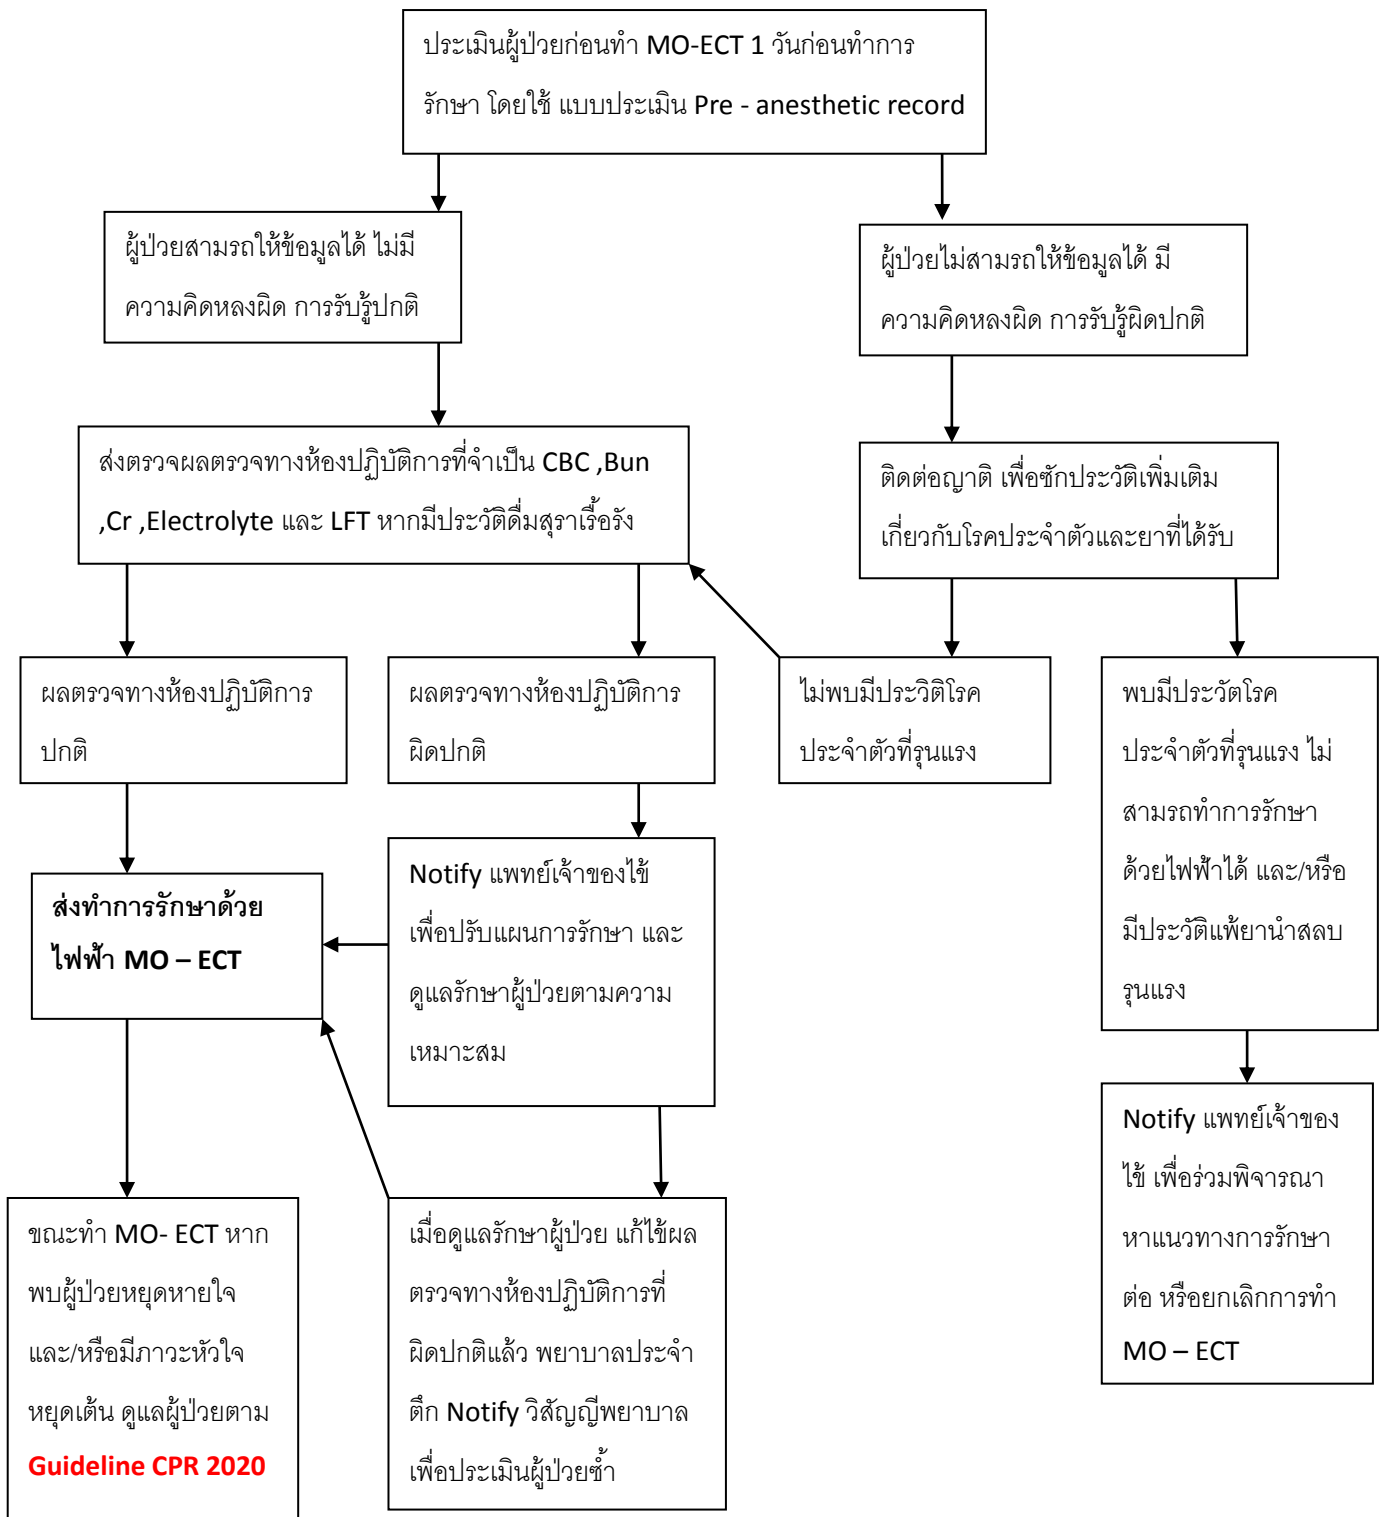 ประเมินผู้ป่วยก่อนทำ MO-ECT 1 วันก่อนทำการ
รักษา โดยใช้ แบบประเมิน Pre - anesthetic record
ผู้ป่วยสามรถให้ข้อมูลได้ ไม่มี
ความคิดหลงผิด การรับรู้ปกติ
ผู้ป่วยไม่สามรถให้ข้อมูลได้ มี
ความคิดหลงผิด การรับรู้ผิดปกติ
ส่งตรวจผลตรวจทางห้องปฏิบัติการที่จำเป็น CBC ,Bun
,Cr ,Electrolyte และ LFT หากมีประวัติดื่มสุราเรื้อรัง
ติดต่อญาติ เพื่อซักประวัติเพิ่มเติม
เกี่ยวกับโรคประจำตัวและยาที่ได้รับ
ผลตรวจทางห้องปฏิบัติการ
ปกติ
ผลตรวจทางห้องปฏิบัติการ
ผิดปกติ
ไม่พบมีประวิติโรค
ประจำตัวที่รุนแรง
พบมีประวัตโรค
ประจำตัวที่รุนแรง ไม่
สามรถทำการรักษา
ด้วยไฟฟ้าได้ และ/หรือ
มีประวัติแพ้ยานำสลบ
รุนแรง
ส่งทำการรักษาด้วย
ไฟฟ้า MO – ECT
Notify แพทย์เจ้าของไข้
เพื่อปรับแผนการรักษา และ
ดูแลรักษาผู้ป่วยตามความ
เหมาะสม
Notify แพทย์เจ้าของ
ไข้ เพื่อร่วมพิจารณา
หาแนวทางการรักษา
ต่อ หรือยกเลิกการทำ
MO – ECT
ขณะทำ MO- ECT หาก
พบผู้ป่วยหยุดหายใจ
และ/หรือมีภาวะหัวใจ
หยุดเต้น ดูแลผู้ป่วยตาม
Guideline CPR 2020
เมื่อดูแลรักษาผู้ป่วย แก้ไข้ผล
ตรวจทางห้องปฏิบัติการที่
ผิดปกติแล้ว พยาบาลประจำ
ตึก Notify วิสัญญีพยาบาล
เพื่อประเมินผู้ป่วยซ้ำ